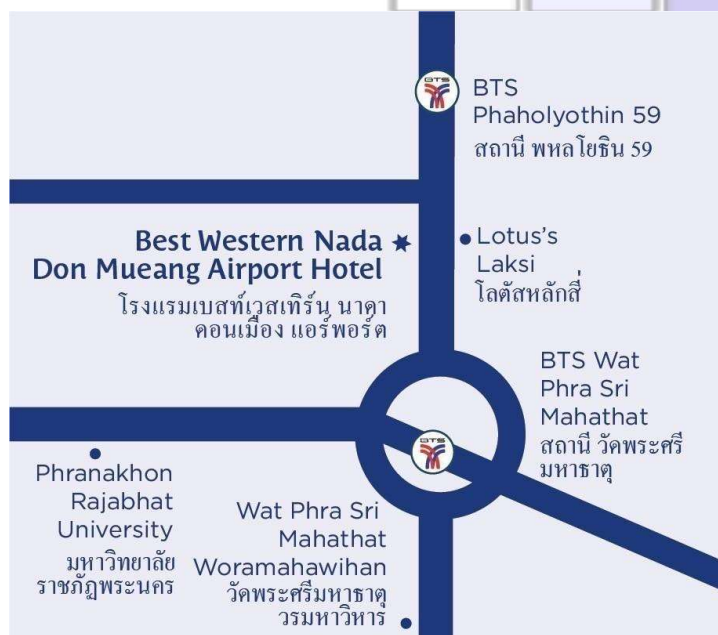 BTS
BTS
Phaholyothin 59
สถานี พหลโยธิน 59
Best Western Nada
Don Mueang Airport Hotel
โรงแรมเบสท์เวสเทิร์น นาดา
ดอนเมือง แอร์พอร์ต
Lotus's
Laksi
โลตัสหลักสี่
BTS Wat
Phra Sri
Mahathat
สถานี วัดพระศรี
มหาธาตุ
BTS
Phranakhon
Rajabhat
University
มหาวิทยาลัย
ราชภัฏพระนคร
Wat Phra Sri
Mahathat
Woramahawihan
วัดพระศรีมหาธาตุ
วรมหาวิหาร